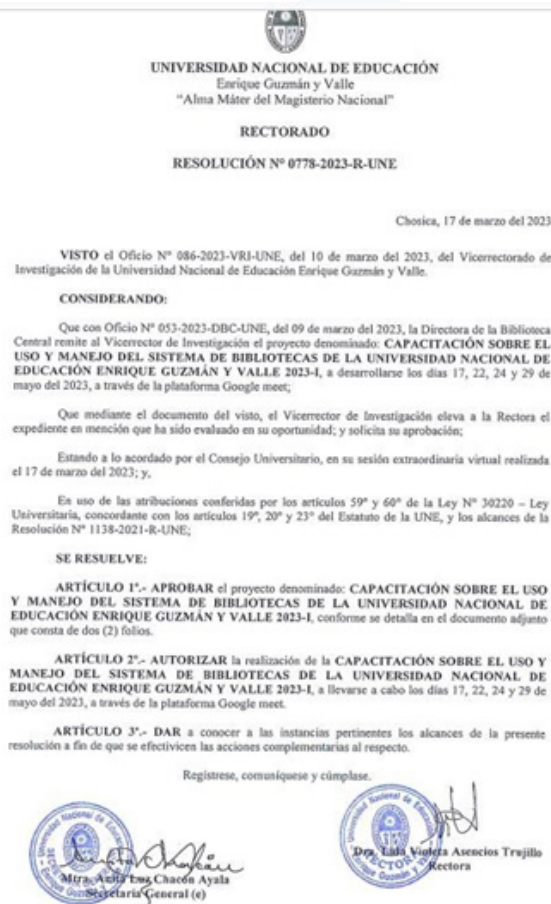 UNIVERSIDAD NACIONAL DE EDUCACIÓN
Enrique Guzmán y Valle
“Alma Máter del Magisterio Nacional”
RECTORADO
RESOLUCIÓN Nº 0778-2023-R-UNE
Chosica, 17 de marzo del 2023
VISTO el Oficio Nº 086-2023-VRI-UNE, del 10 de marzo del 2023, del Vicerrectorado de
Investigación de la Universidad Nacional de Educación Enrique Guzmán y Valle.
CONSIDERANDO:
Que con Oficio Nº 053-2023-DBC-UNE, del 09 de marzo del 2023, la Directora de la Biblioteca
Central remite al Vicerrector de Investigación el proyecto denominado: CAPACITACIÓN SOBRE EL
USO Y MANEJO DEL SISTEMA DE BIBLIOTECAS DE LA UNIVERSIDAD NACIONAL DE
EDUCACIÓN ENRIQUE GUZMÁN Y VALLE 2023-I, a desarrollarse los días 17, 22, 24 y 29 de
mayo del 2023, a través de la plataforma Google meet;
Que mediante el documento del visto, el Vicerrector de Investigación eleva a la Rectora el
expediente en mención que ha sido evaluado en su oportunidad; y solicita su aprobación;
Estando a lo acordado por el Consejo Universitario, en su sesión extraordinaria virtual realizada
el 17 de marzo del 2023; y,
En uso de las atribuciones conferidas por los artículos 59º y 60º de la Ley Nº 30220 – Ley
Universitaria, concordante con los artículos 19º, 20º y 23º del Estatuto de la UNE, y los alcances de la
Resolución Nº 1138-2021-R-UNE;
SE RESUELVE:
ARTÍCULO 1º.- APROBAR el proyecto denominado: CAPACITACIÓN SOBRE EL USO
Y MANEJO DEL SISTEMA DE BIBLIOTECAS DE LA UNIVERSIDAD NACIONAL DE
EDUCACIÓN ENRIQUE GUZMÁN Y VALLE 2023-I, conforme se detalla en el documento adjunto
que consta de dos (2) folios.
ARTÍCULO 2º.- AUTORIZAR la realización de la CAPACITACIÓN SOBRE EL USO Y
MANEJO DEL SISTEMA DE BIBLIOTECAS DE LA UNIVERSIDAD NACIONAL DE
EDUCACIÓN ENRIQUE GUZMÁN Y VALLE 2023-I, a llevarse a cabo los días 17, 22, 24 y 29 de
mayo del 2023, a través de la plataforma Google meet.
ARTÍCULO 3º.- DAR a conocer a las instancias pertinentes los alcances de la presente
resolución a fin de que se efectivicen las acciones complementarias al respecto.
Regístrese, comuníquese y cúmplase.
Mtra. Anita Luz Chacón Ayala
Secretaria General (e)
Dra. Lida Violeta Asencios Trujillo
Rectora